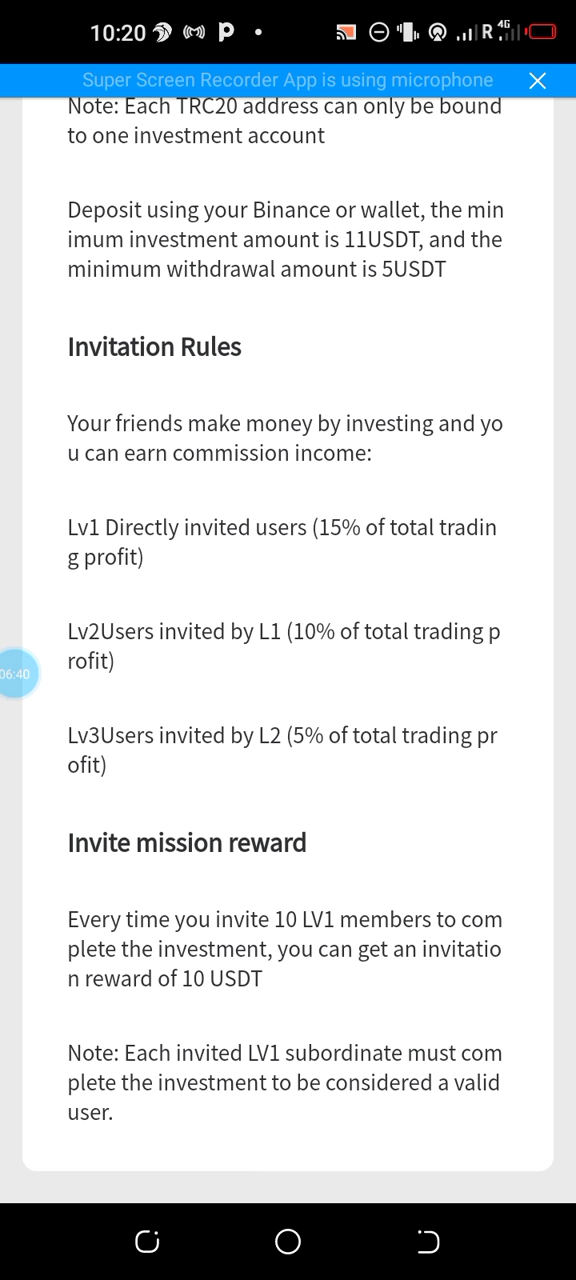 10:20
R 4G
Super Screen Recorder App is using microphone
Note: Each TRC20 address can only be bound
to one investment account
Deposit using your Binance or wallet, the min
imum investment amount is 11USDT, and the
minimum withdrawal amount is 5USDT
Invitation Rules
Your friends make money by investing and yo
u can earn commission income:
Lv1 Directly invited users (15% of total tradin
g profit)
Lv2Users invited by L1 (10% of total trading p
rofit)
06:40
Lv3Users invited by L2 (5% of total trading pr
ofit)
Invite mission reward
Every time you invite 10 LV1 members to com
plete the investment, you can get an invitatio
n reward of 10 USDT
Note: Each invited LV1 subordinate must com
plete the investment to be considered a valid
user.